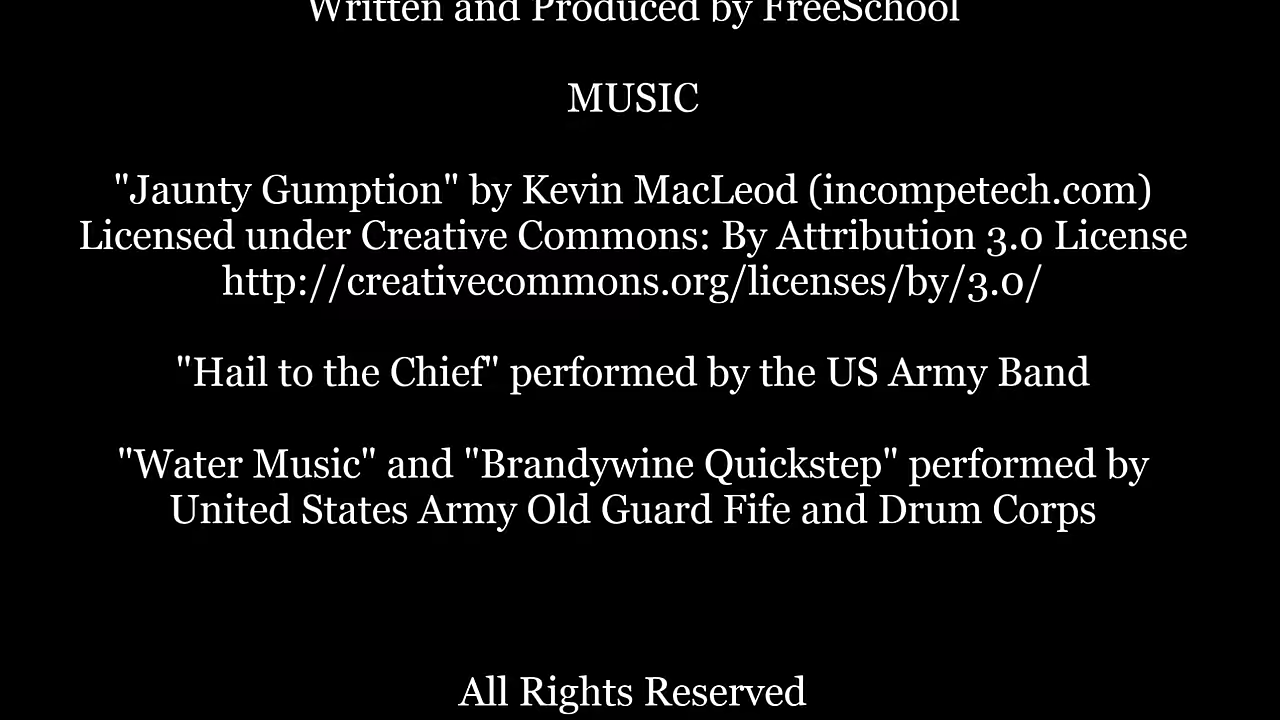 Written and Produced by FreeSchool
MUSIC
"Jaunty Gumption" by Kevin MacLeod (incompetech.com)
Licensed under Creative Commons: By Attribution 3.0 License
http://creativecommons.org/licenses/by/3.0/
"Hail to the Chief" performed by the US Army Band
"Water Music" and "Brandywine Quickstep" performed by
United States Army Old Guard Fife and Drum Corps
All Rights Reserved